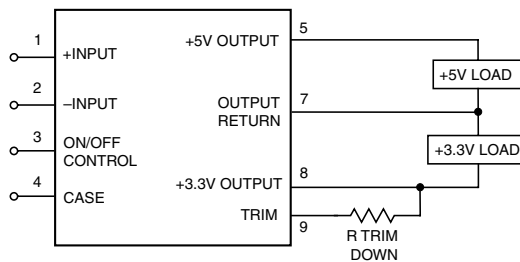 1
+INPUT
2
–INPUT
3
ON/OFF
CONTROL
4
CASE
+5V OUTPUT
5
OUTPUT
RETURN
7
+3.3V OUTPUT
8
TRIM
9
+5V LOAD
+3.3V LOAD
R TRIM
DOWN